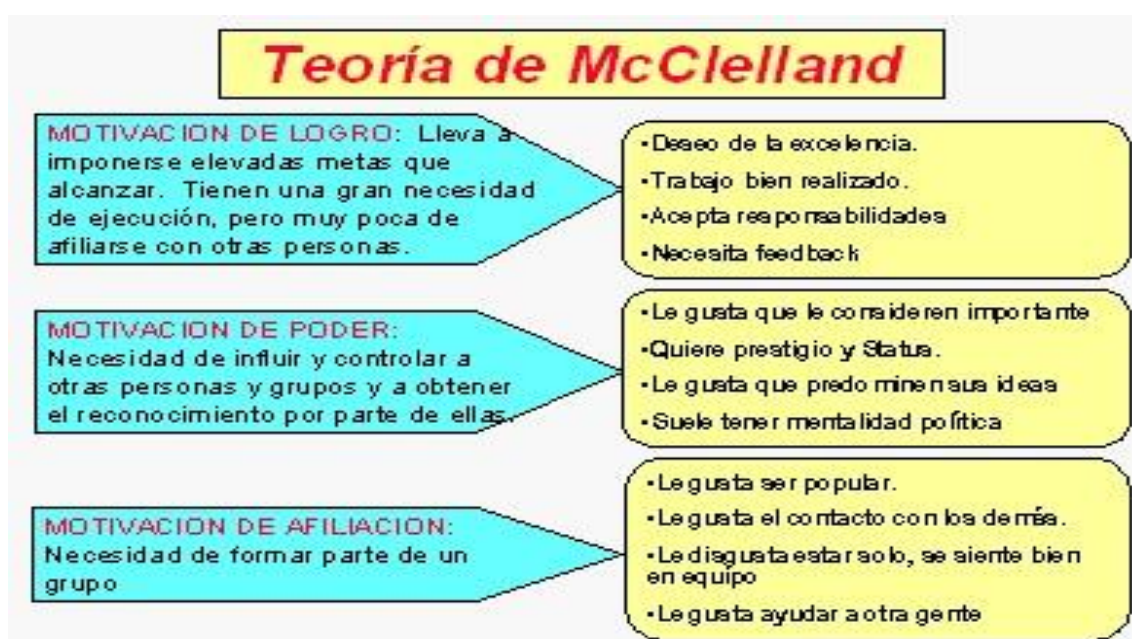 Teoría de McClelland
MOTIVACION DE LOGRO: Lleva a
imponerse elevadas metas que
alcanzar. Tienen una gran necesidad
de ejecución, pero muy poca de
afiliarse con otras personas.
•Deseo de la excelencia.
•Trabajo bien realizado.
•Acepta responsabilidades
•Necesita feedback
MOTIVACION DE PODER:
Necesidad de influir y controlar a
otras personas y grupos y a obtener
el reconocimiento por parte de ellas.
•Le gusta que le consideren importante
•Quiere prestigio y Status.
•Le gusta que predo minen sus ideas
•Suele tener mentalidad política
MOTIVACION DE AFILIACION:
Necesidad de formar parte de un
grupo
•Le gusta ser popular.
•Le gusta el contacto con los demás.
•Le disgusta estar solo, se siente bien
en equipo
•Le gusta ayudar a otra gente